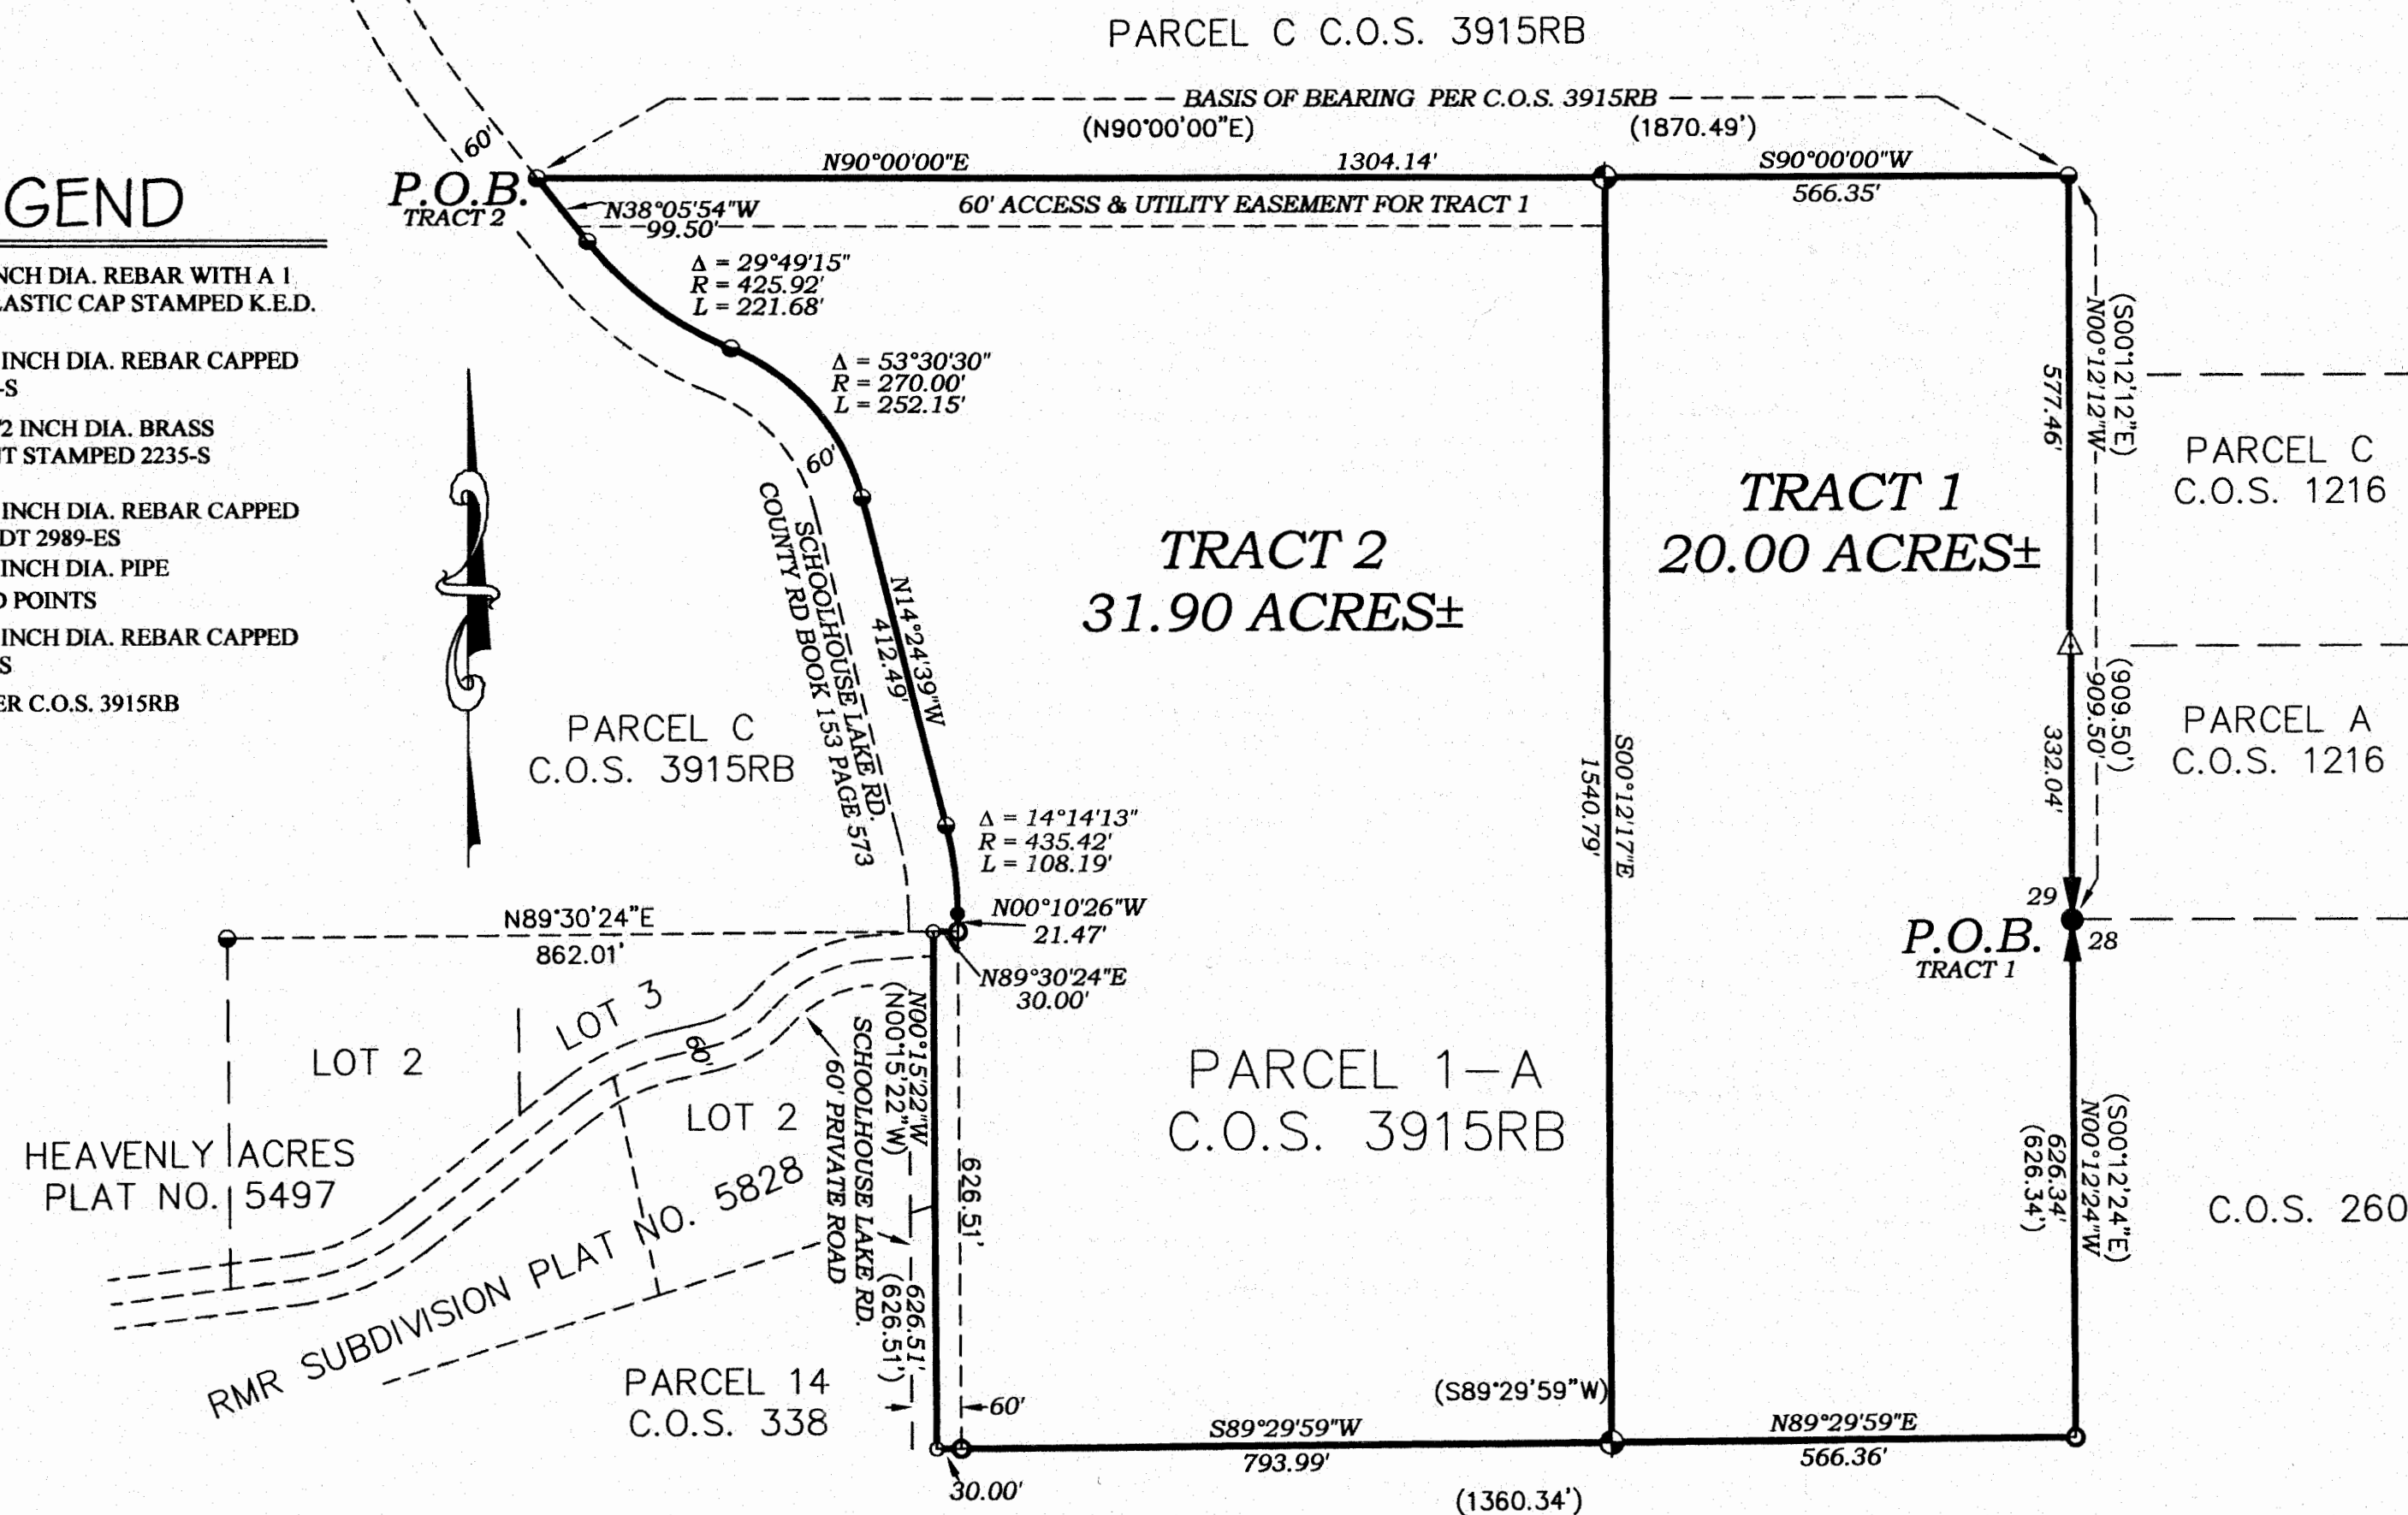 PARCEL C C.O.S. 3915RB
BASIS OF BEARING PER C.O.S. 3915RB
(N90°00'00"E)
(1870.49')
60'
N90°00'00"E
1304.14'
S90°00'00"W
566.35'
P.O.B.
TRACT 2
N38°05'54"W
99.50'
60' ACCESS & UTILITY EASEMENT FOR TRACT 1
GEND
NCH DIA. REBAR WITH A 1
LASTIC CAP STAMPED K.E.D.
INCH DIA. REBAR CAPPED
-S
/2 INCH DIA. BRASS
NT STAMPED 2235-S
INCH DIA. REBAR CAPPED
DT 2989-ES
INCH DIA. PIPE
D POINTS
INCH DIA. REBAR CAPPED
S
ER C.O.S. 3915RB
Δ = 29°49'15"
R = 425.92'
L = 221.68'
Δ = 53°30'30"
R = 270.00'
L = 252.15'
60'
SCHOOLHOUSE LAKE RD.
COUNTY RD BOOK 153 PAGE 573
N14°24'39"W
412.49'
TRACT 2
31.90 ACRES±
TRACT 1
20.00 ACRES±
(S00°12'12"E)
N00°12'12"W
577.46'
PARCEL C
C.O.S. 1216
(909.50')
909.50'
332.04'
PARCEL A
C.O.S. 1216
PARCEL C
C.O.S. 3915RB
S00°12'17"E
1540.79'
Δ = 14°14'13"
R = 435.42'
L = 108.19'
N00°10'26"W
21.47'
N89°30'24"E
862.01'
N89°30'24"E
30.00'
29
28
P.O.B.
TRACT 1
LOT 3
60'
LOT 2
LOT 2
HEAVENLY ACRES
PLAT NO. 5497
RMR SUBDIVISION PLAT NO. 5828
N00°15'22"W
(N00°15'22"W)
SCHOOLHOUSE LAKE RD.
60' PRIVATE ROAD
626.51'
626.51'
(626.51')
PARCEL 1-A
C.O.S. 3915RB
(S00°12'24"E)
N00°12'24"W
626.34'
(626.34')
C.O.S. 260
PARCEL 14
C.O.S. 338
60'
(S89°29'59"W)
S89°29'59"W
793.99'
N89°29'59"E
566.36'
30.00'
(1360.34')